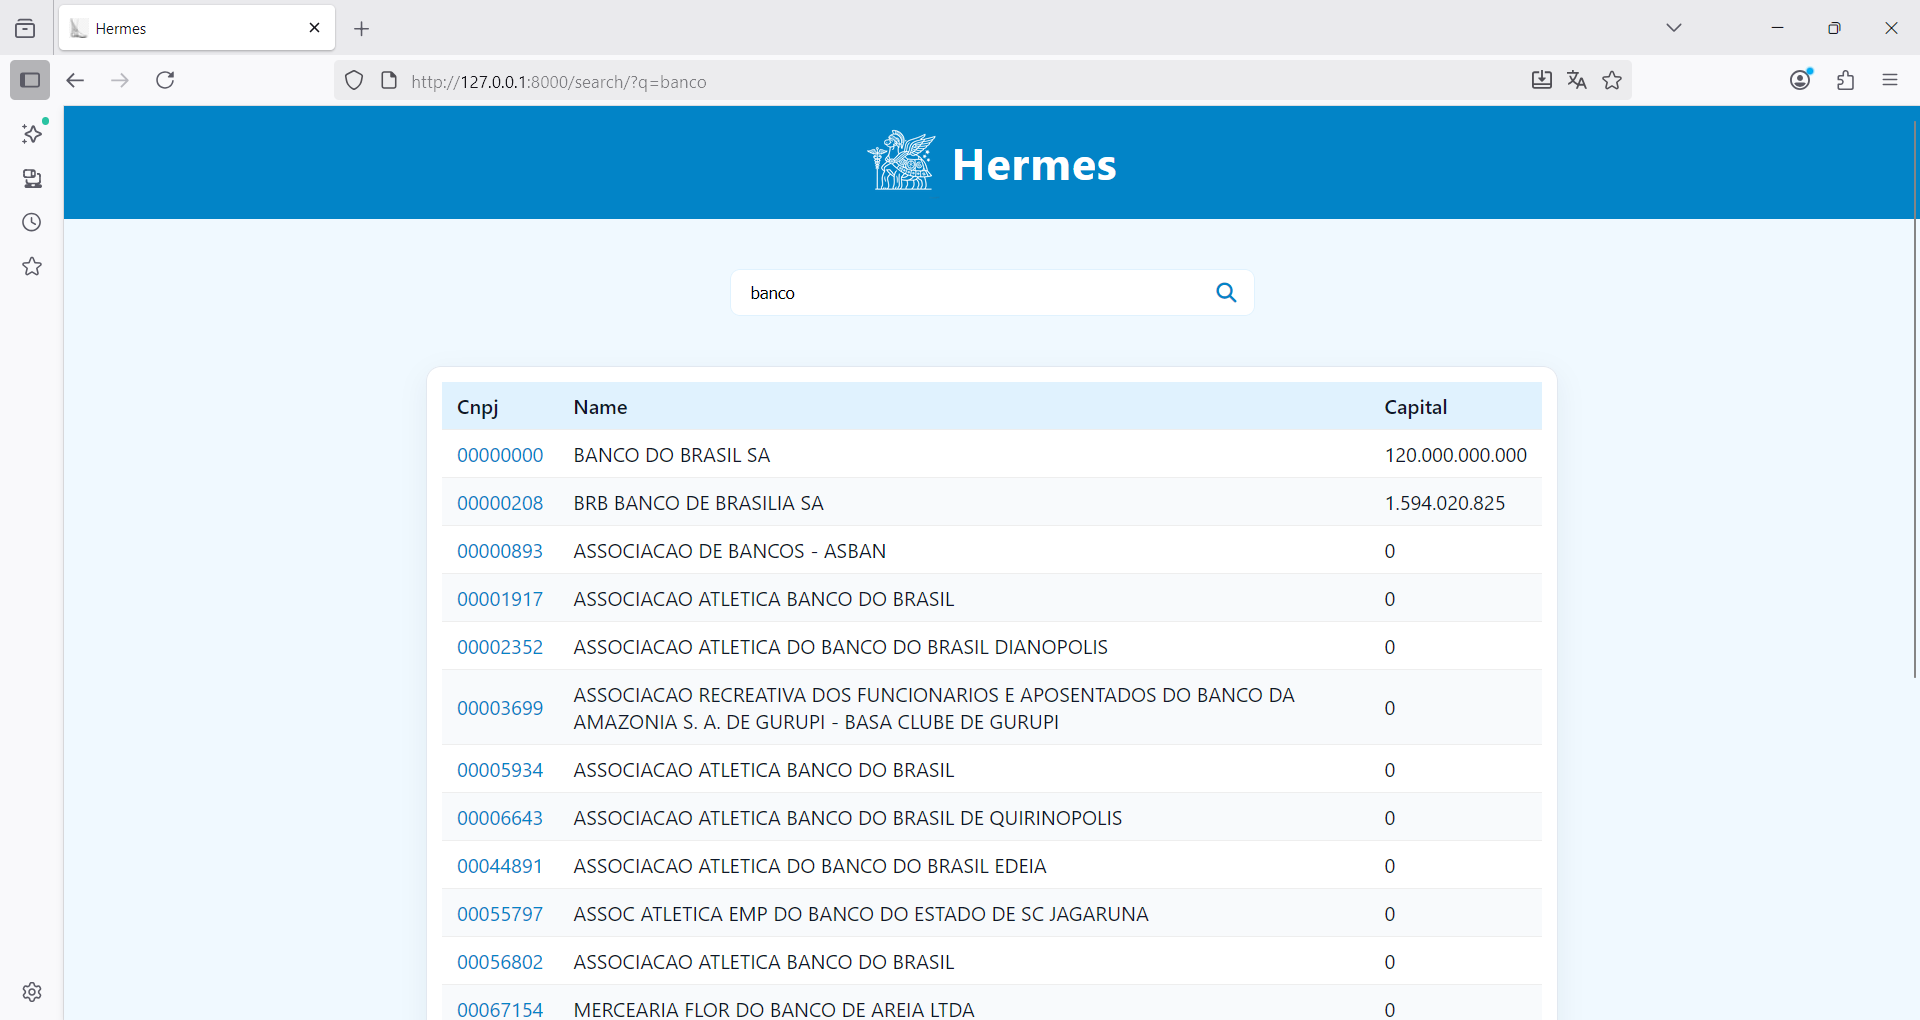 Hermes
http://127.0.0.1:8000/search/?q=banco
Hermes
banco
Cnpj Name Capital
00000000 BANCO DO BRASIL SA 120.000.000.000
00000208 BRB BANCO DE BRASILIA SA 1.594.020.825
00000893 ASSOCIACAO DE BANCOS - ASBAN 0
00001917 ASSOCIACAO ATLETICA BANCO DO BRASIL 0
00002352 ASSOCIACAO ATLETICA DO BANCO DO BRASIL DIANOPOLIS 0
00003699 ASSOCIACAO RECREATIVA DOS FUNCIONARIOS E APOSENTADOS DO BANCO DA 0
AMAZONIA S. A. DE GURUPI - BASA CLUBE DE GURUPI
00005934 ASSOCIACAO ATLETICA BANCO DO BRASIL 0
00006643 ASSOCIACAO ATLETICA BANCO DO BRASIL DE QUIRINOPOLIS 0
00044891 ASSOCIACAO ATLETICA DO BANCO DO BRASIL EDEIA 0
00055797 ASSOC ATLETICA EMP DO BANCO DO ESTADO DE SC JAGARUNA 0
00056802 ASSOCIACAO ATLETICA BANCO DO BRASIL 0
00067154 MERCEARIA FLOR DO BANCO DE AREIA LTDA 0